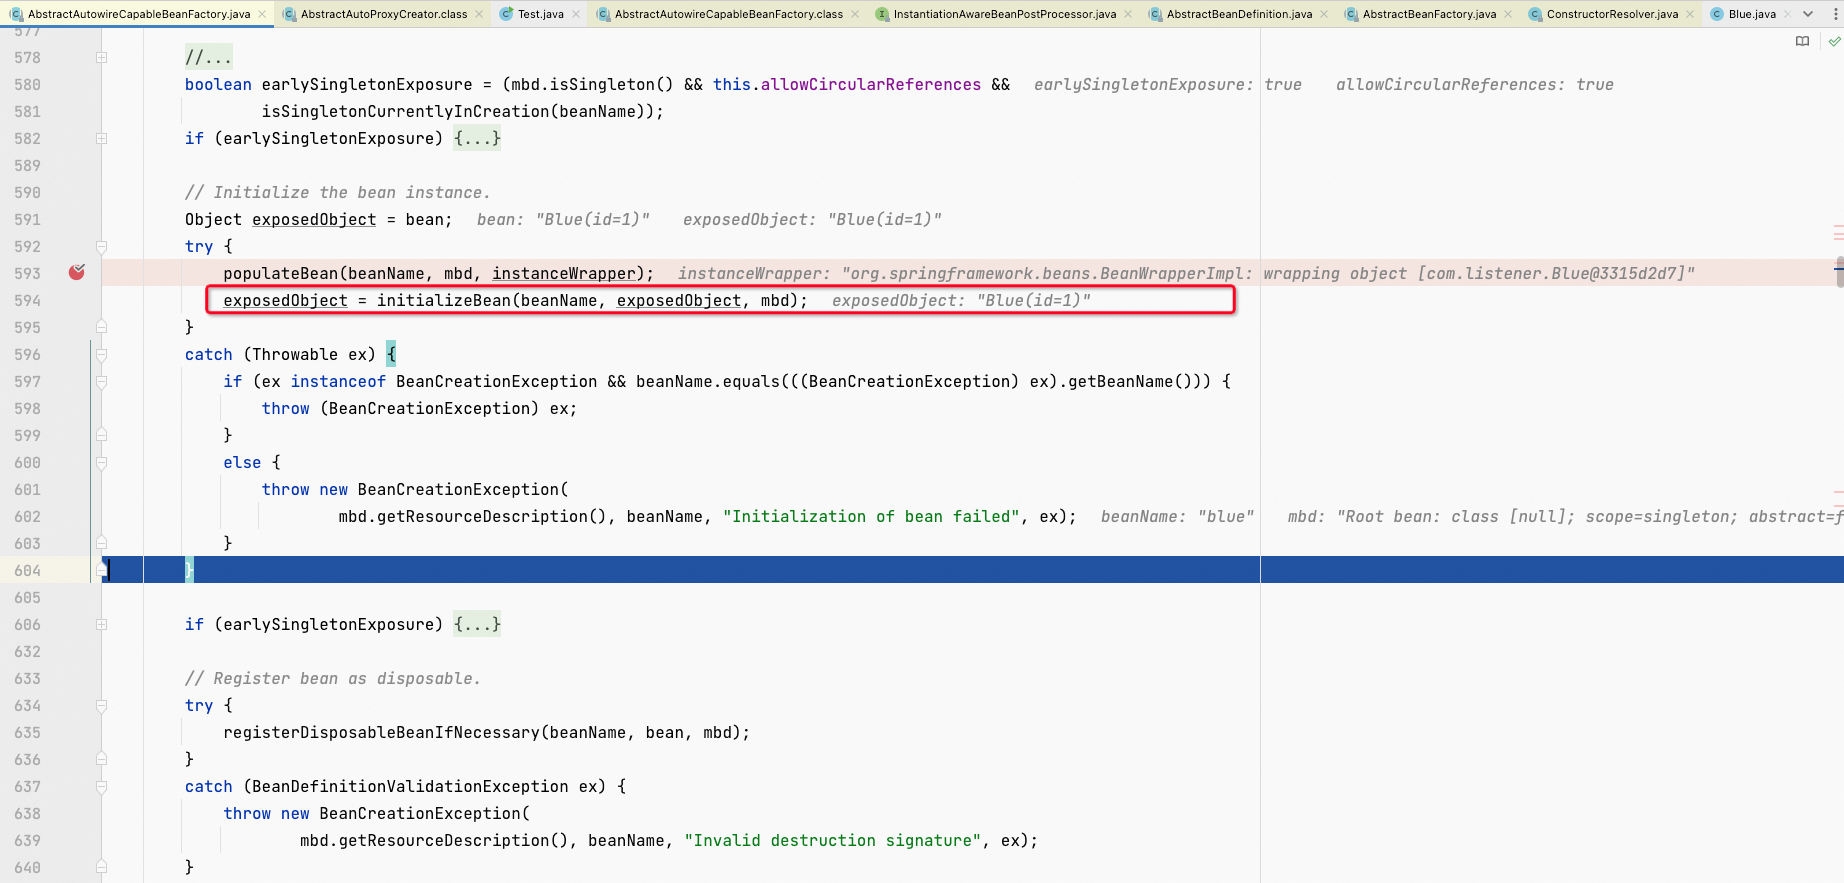 AbstractAutowireCapableBeanFactory.java AbstractAutoProxyCreator.class Test.java AbstractAutowireCapableBeanFactory.class InstantiationAwareBeanPostProcessor.java AbstractBeanDefinition.java AbstractBeanFactory.java ConstructorResolver.java Blue.java
577
578 //...
580 boolean earlySingletonExposure = (mbd.isSingleton() && this.allowCircularReferences && earlySingletonExposure: true allowCircularReferences: true
581 isSingletonCurrentlyInCreation(beanName));
582 if (earlySingletonExposure) {...}
589
590 // Initialize the bean instance.
591 Object exposedObject = bean; bean: "Blue(id=1)" exposedObject: "Blue(id=1)"
592 try {
593 populateBean(beanName, mbd, instanceWrapper); instanceWrapper: "org.springframework.beans.BeanWrapperImpl: wrapping object [com.listener.Blue@3315d2d7]"
594 exposedObject = initializeBean(beanName, exposedObject, mbd); exposedObject: "Blue(id=1)"
595 }
596 catch (Throwable ex) {
597 if (ex instanceof BeanCreationException && beanName.equals(((BeanCreationException) ex).getBeanName())) {
598 throw (BeanCreationException) ex;
599 }
600 else {
601 throw new BeanCreationException(
602 mbd.getResourceDescription(), beanName, "Initialization of bean failed", ex); beanName: "blue" mbd: "Root bean: class [null]; scope=singleton; abstract=f
603 }
604 }
605
606 if (earlySingletonExposure) {...}
632
633 // Register bean as disposable.
634 try {
635 registerDisposableBeanIfNecessary(beanName, bean, mbd);
636 }
637 catch (BeanDefinitionValidationException ex) {
638 throw new BeanCreationException(
639 mbd.getResourceDescription(), beanName, "Invalid destruction signature", ex);
640 }